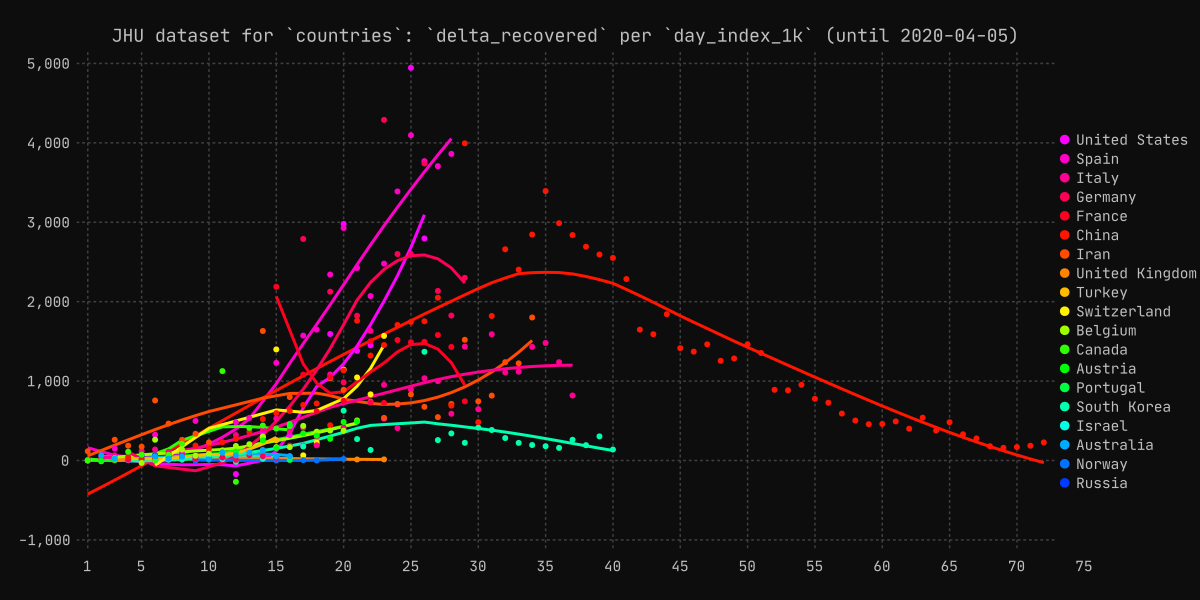 JHU dataset for `countries`: `delta_recovered` per `day_index_1k` (until 2020-04-05)
5,000
4,000
3,000
2,000
1,000
0
-1,000
1 5 10 15 20 25 30 35 40 45 50 55 60 65 70 75
United States
Spain
Italy
Germany
France
China
Iran
United Kingdom
Turkey
Switzerland
Belgium
Canada
Austria
Portugal
South Korea
Israel
Australia
Norway
Russia